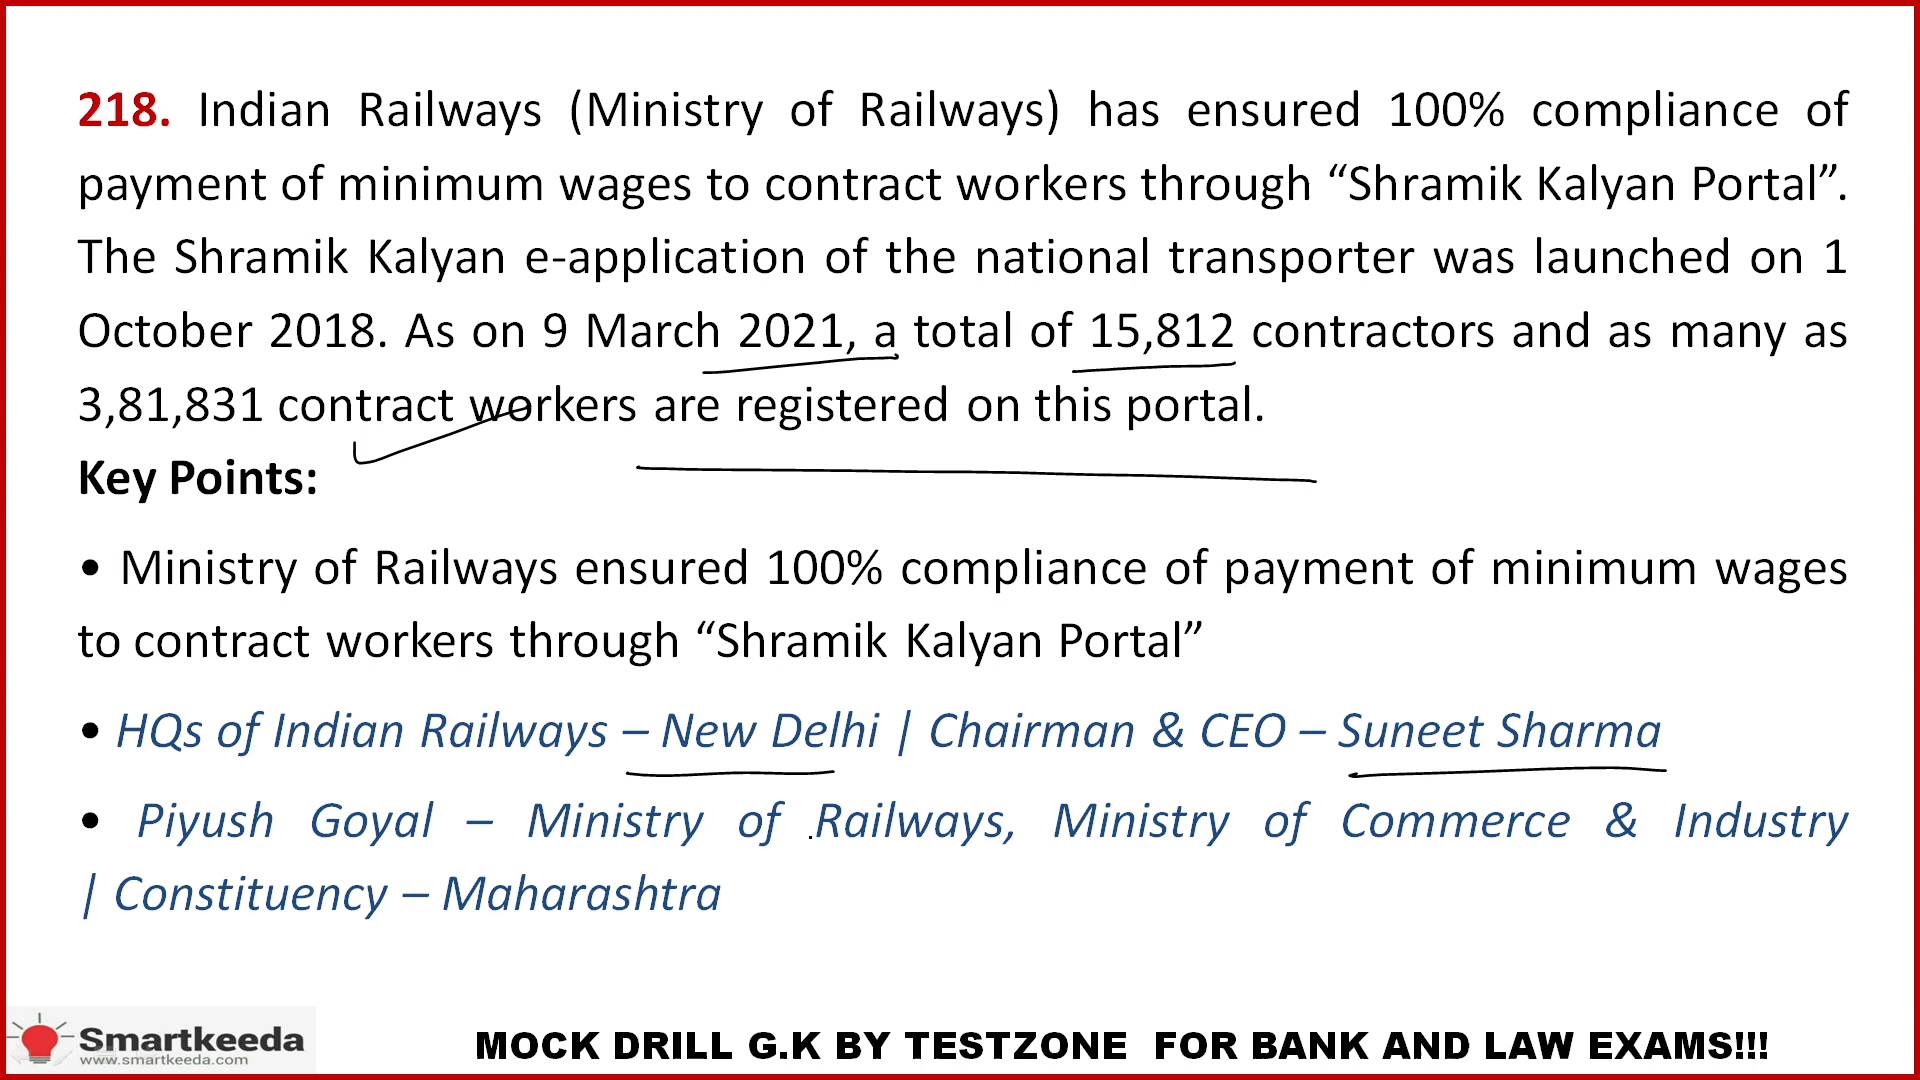 218. Indian Railways (Ministry of Railways) has ensured 100% compliance of
payment of minimum wages to contract workers through “Shramik Kalyan Portal”.
The Shramik Kalyan e-application of the national transporter was launched on 1
October 2018. As on 9 March 2021, a total of 15,812 contractors and as many as
3,81,831 contract workers are registered on this portal.
Key Points:
• Ministry of Railways ensured 100% compliance of payment of minimum wages
to contract workers through “Shramik Kalyan Portal”
• HQs of Indian Railways – New Delhi | Chairman & CEO – Suneet Sharma
• Piyush Goyal – Ministry of Railways, Ministry of Commerce & Industry
| Constituency – Maharashtra
Smartkeeda
www.smartkeeda.com
MOCK DRILL G.K BY TESTZONE FOR BANK AND LAW EXAMS!!!